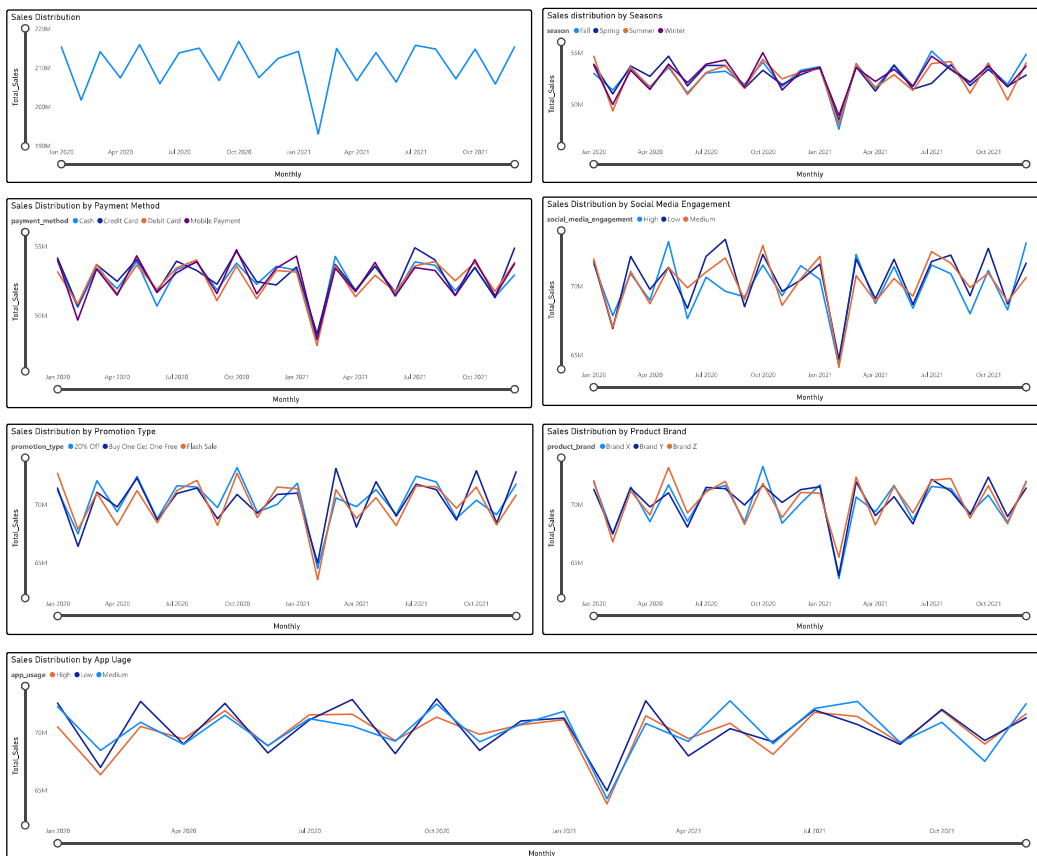 Sales Distribution
220M
210M
200M
190M
Total_Sales
Jan 2020 Apr 2020 Jul 2020 Oct 2020 Jan 2021 Apr 2021 Jul 2021 Oct 2021
Monthly
Sales distribution by Seasons
season Fall Spring Summer Winter
55M
50M
Total_Sales
Jan 2020 Apr 2020 Jul 2020 Oct 2020 Jan 2021 Apr 2021 Jul 2021 Oct 2021
Monthly
Sales Distribution by Payment Method
payment_method Cash Credit Card Debit Card Mobile Payment
55M
50M
Total_Sales
Jan 2020 Apr 2020 Jul 2020 Oct 2020 Jan 2021 Apr 2021 Jul 2021 Oct 2021
Monthly
Sales Distribution by Social Media Engagement
social_media_engagement High Low Medium
70M
65M
Total_Sales
Jan 2020 Apr 2020 Jul 2020 Oct 2020 Jan 2021 Apr 2021 Jul 2021 Oct 2021
Monthly
Sales Distribution by Promotion Type
promotion_type 20% Off Buy One Get One Free Flash Sale
70M
65M
Total_Sales
Jan 2020 Apr 2020 Jul 2020 Oct 2020 Jan 2021 Apr 2021 Jul 2021 Oct 2021
Monthly
Sales Distribution by Product Brand
product_brand Brand X Brand Y Brand Z
70M
65M
Total_Sales
Jan 2020 Apr 2020 Jul 2020 Oct 2020 Jan 2021 Apr 2021 Jul 2021 Oct 2021
Monthly
Sales Distribution by App Uage
app_usage High Low Medium
70M
65M
Total_Sales
Jan 2020 Apr 2020 Jul 2020 Oct 2020 Jan 2021 Apr 2021 Jul 2021 Oct 2021
Monthly